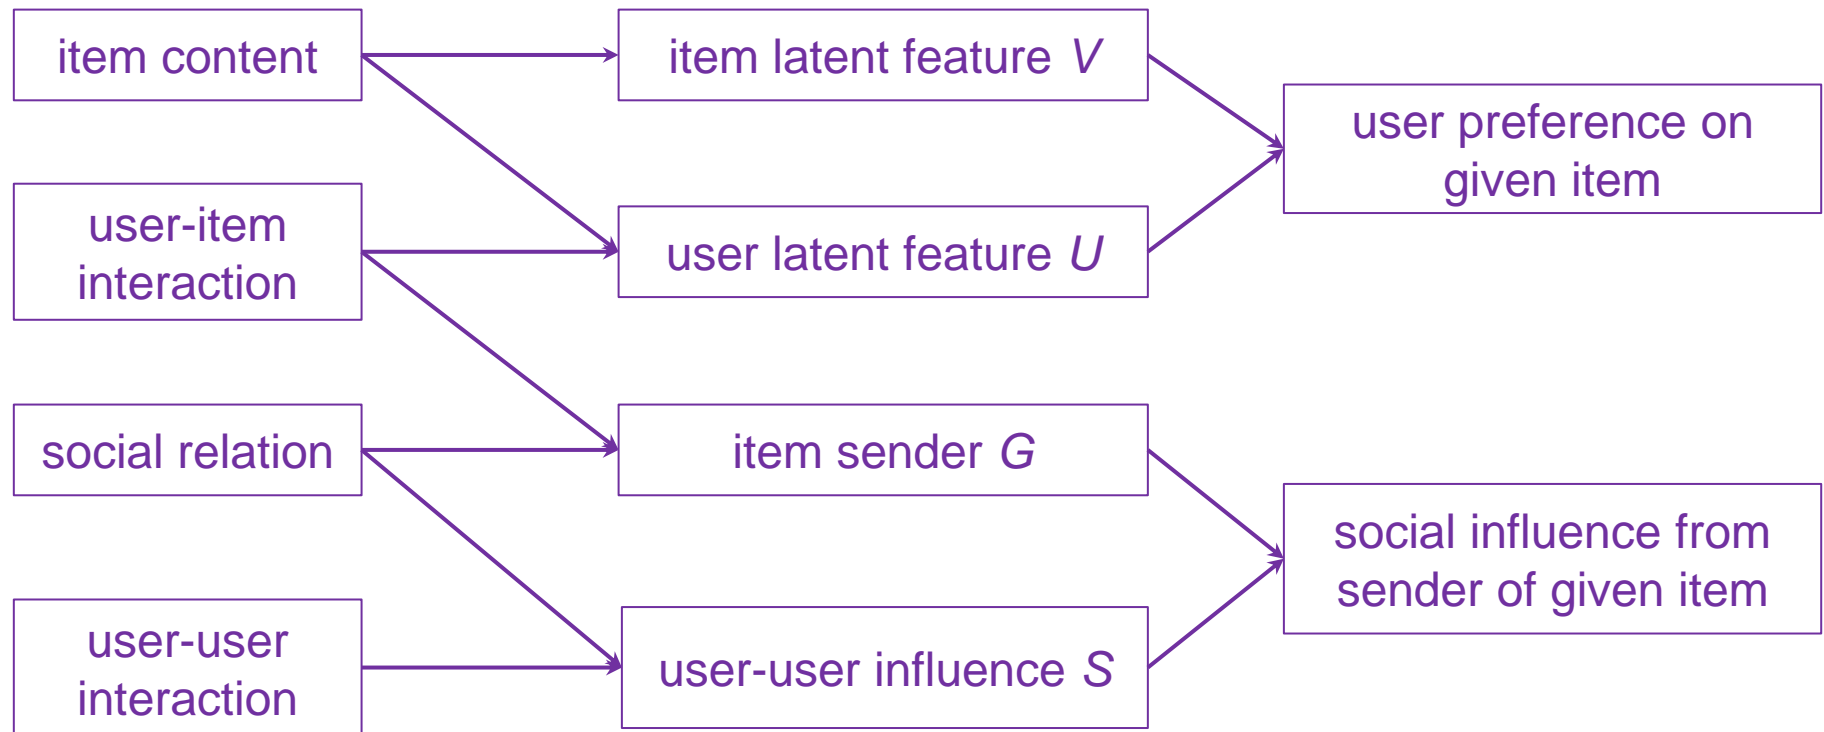 item content
user-item
interaction
social relation
user-user
interaction
item latent feature V
user latent feature U
item sender G
user-user influence S
user preference on
given item
social influence from
sender of given item